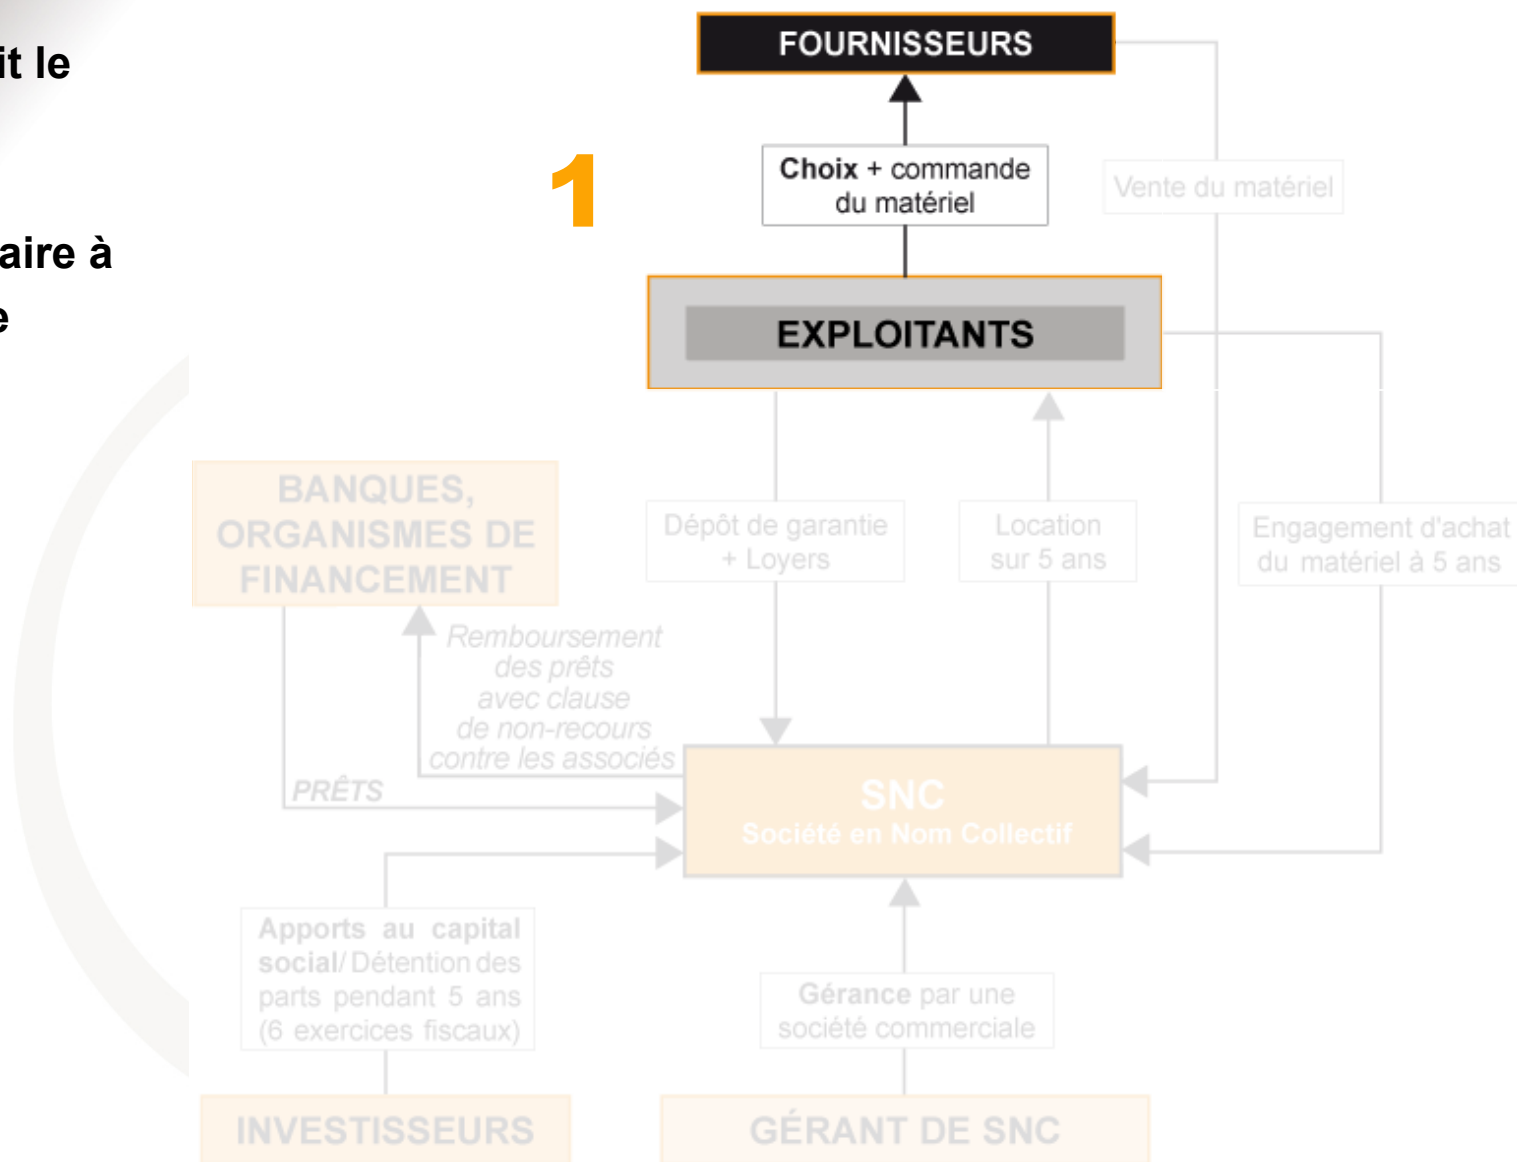 it le
aire à
e
FOURNISSEURS
1
Choix + commande
du matériel
Vente du matériel
EXPLOITANTS
BANQUES,
ORGANISMES DE
FINANCEMENT
Dépôt de garantie
+ Loyers
Location
sur 5 ans
Engagement d'achat
du matériel à 5 ans
Remboursement
des prêts
avec clause
de non-recours
contre les associés
PRÊTS
SNC
Société en Nom Collectif
Apports au capital
social/ Détention des
parts pendant 5 ans
(6 exercices fiscaux)
Gérance par une
société commerciale
INVESTISSEURS
GÉRANT DE SNC